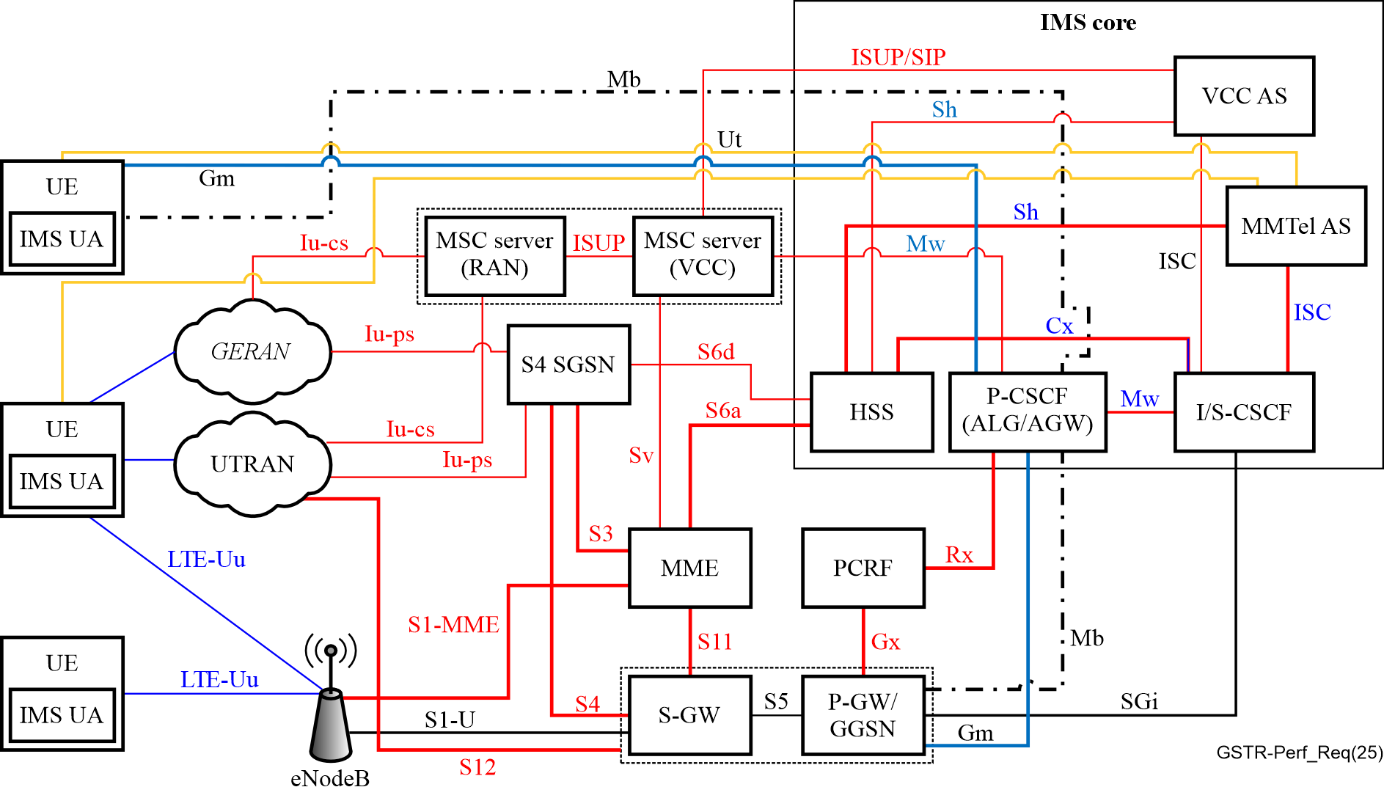 IMS core
ISUP/SIP
Mb
VCC AS
Sh
Ut
UE
Gm
IMS UA
MMTel AS
Sh
MSC server
(RAN)
ISUP
MSC server
(VCC)
Iu-cs
Mw
ISC
ISC
Cx
GERAN
Iu-ps
S4 SGSN
S6d
HSS
P-CSCF
(ALG/AGW)
Mw
I/S-CSCF
UE
IMS UA
UTRAN
Iu-cs
Iu-ps
S6a
Sv
S3
LTE-Uu
MME
PCRF
Rx
S1-MME
S11
Gx
Mb
UE
IMS UA
LTE-Uu
S4
S-GW
S5
P-GW/
GGSN
SGi
S1-U
Gm
S12
eNodeB
GSTR-Perf_Req(25)